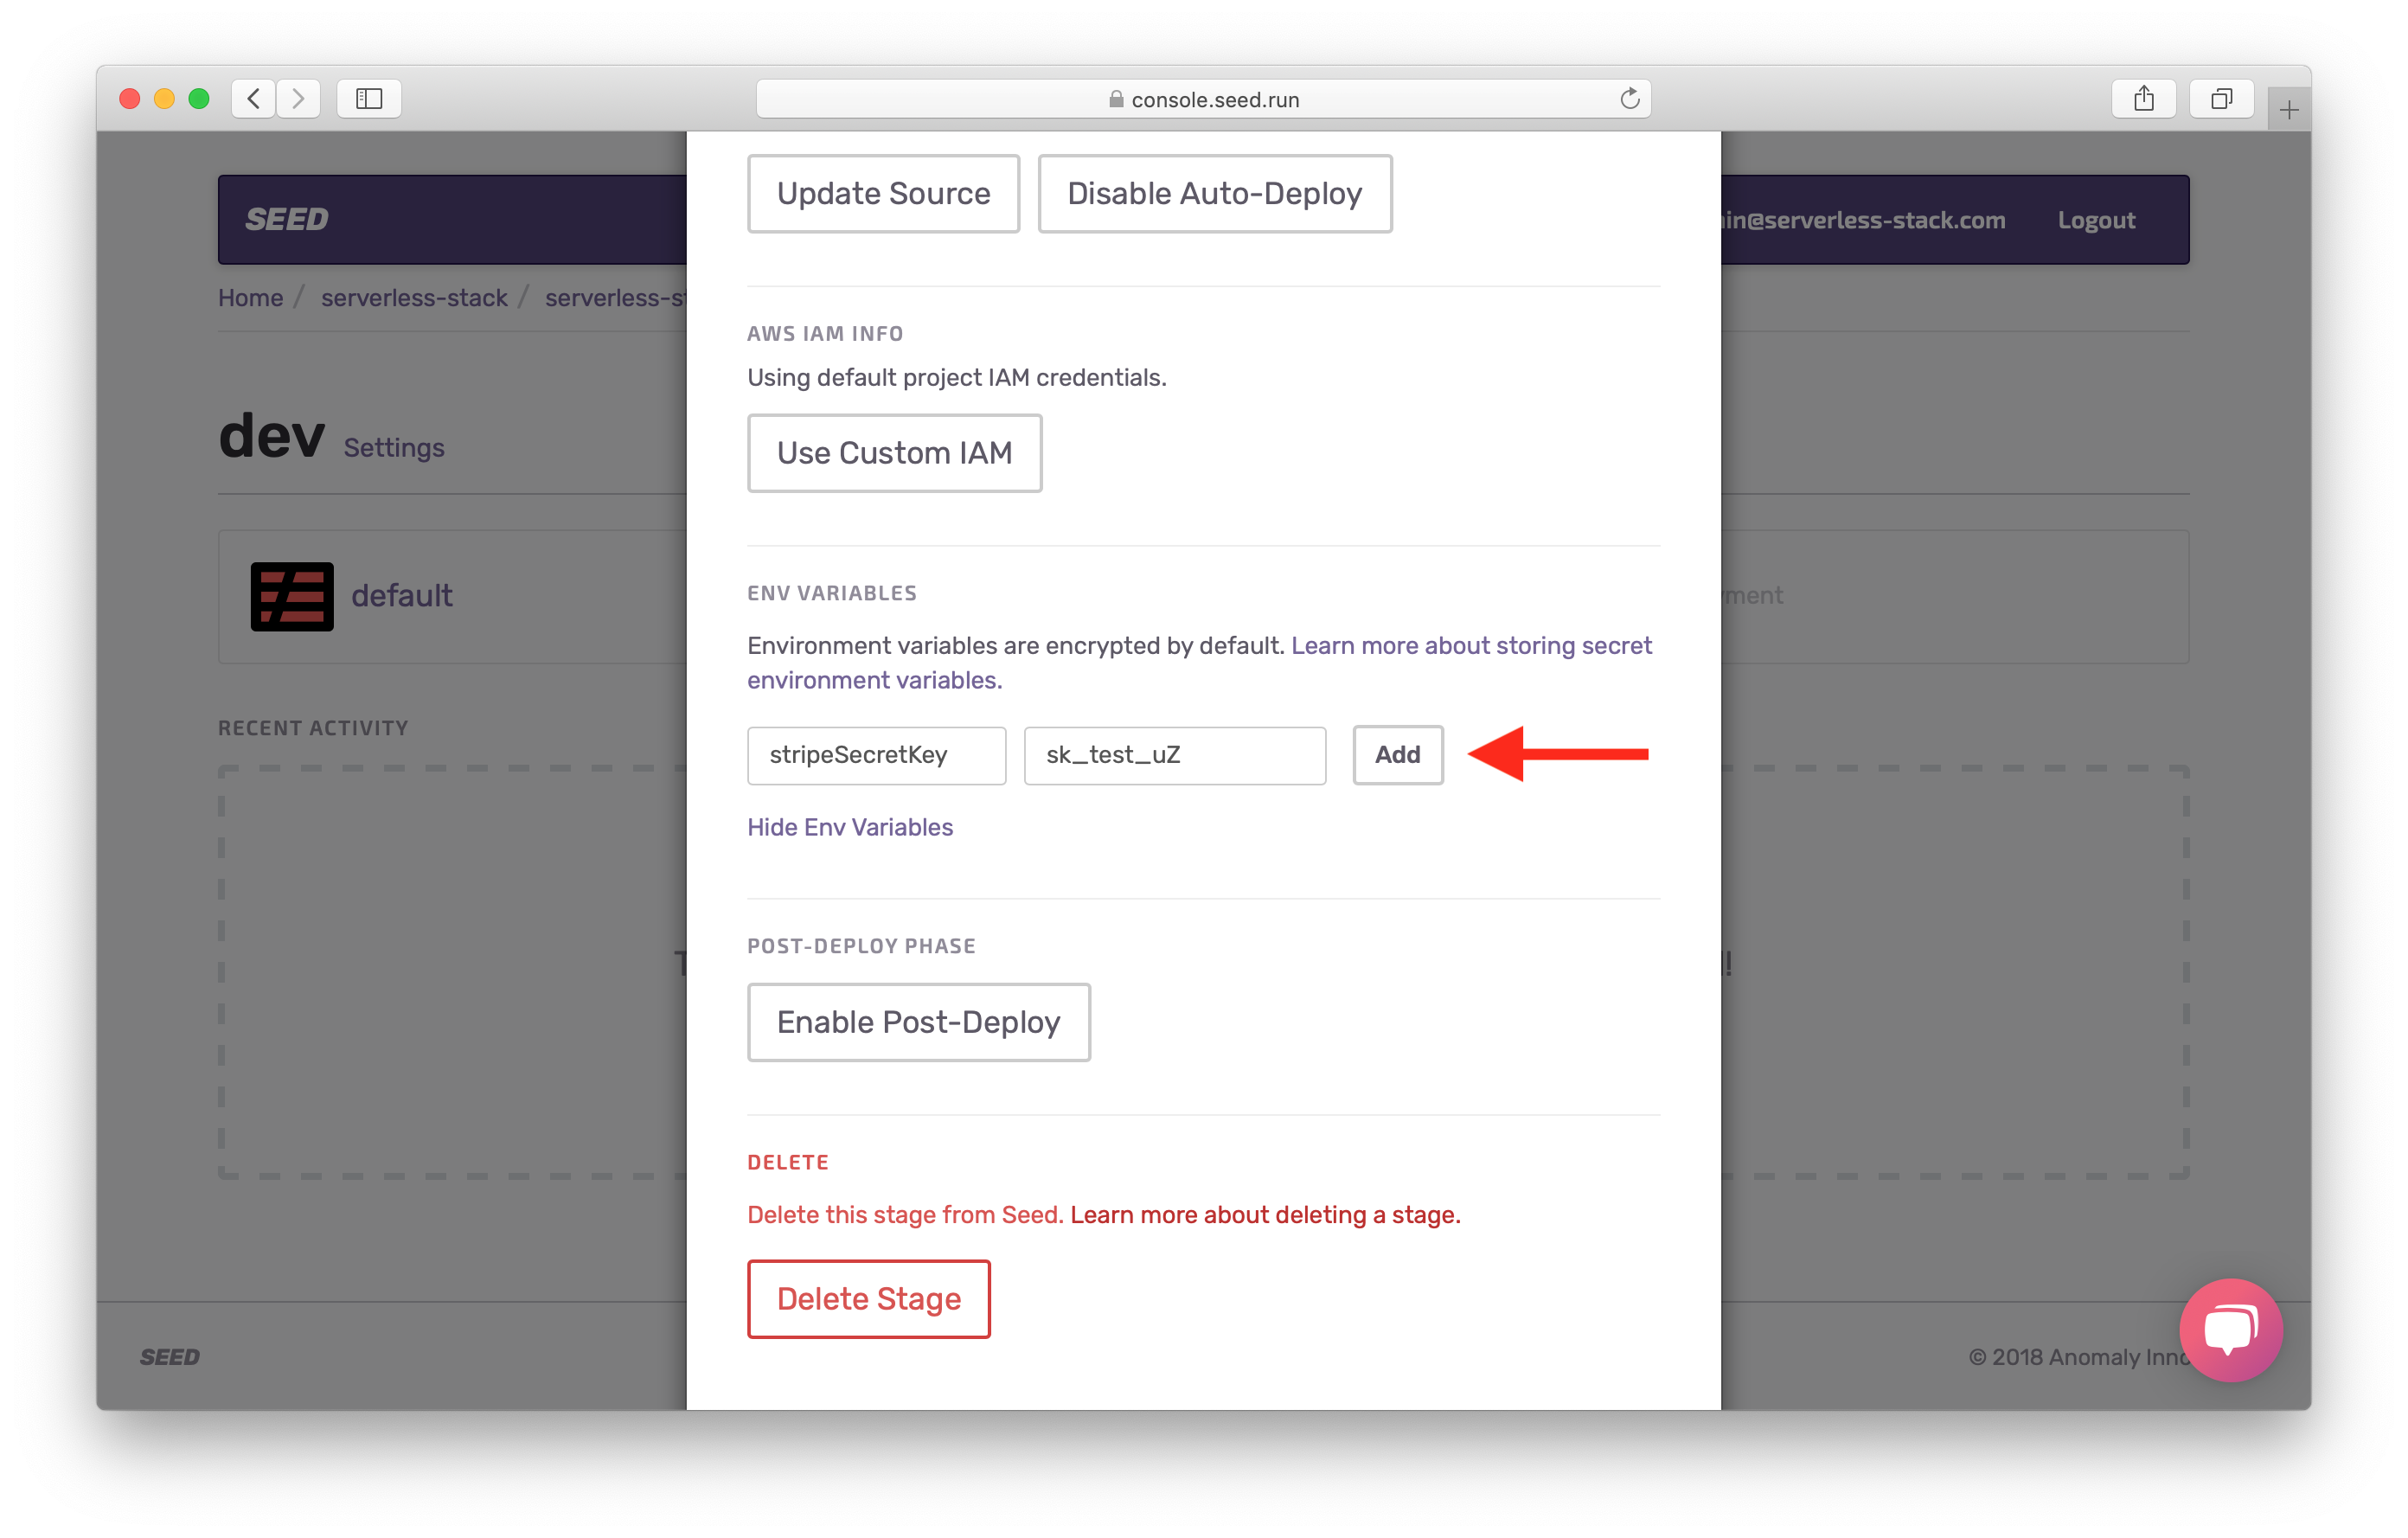 console.seed.run
Update Source
Disable Auto-Deploy
SEED
in@serverless-stack.com
Logout
Home / serverless-stack / serverless-st
AWS IAM INFO
Using default project IAM credentials.
Use Custom IAM
dev Settings
default
ENV VARIABLES
Environment variables are encrypted by default. Learn more about storing secret
environment variables.
stripeSecretKey
sk_test_uZ
Add
Hide Env Variables
RECENT ACTIVITY
POST-DEPLOY PHASE
Enable Post-Deploy
DELETE
Delete this stage from Seed. Learn more about deleting a stage.
Delete Stage
SEED
© 2018 Anomaly Inno